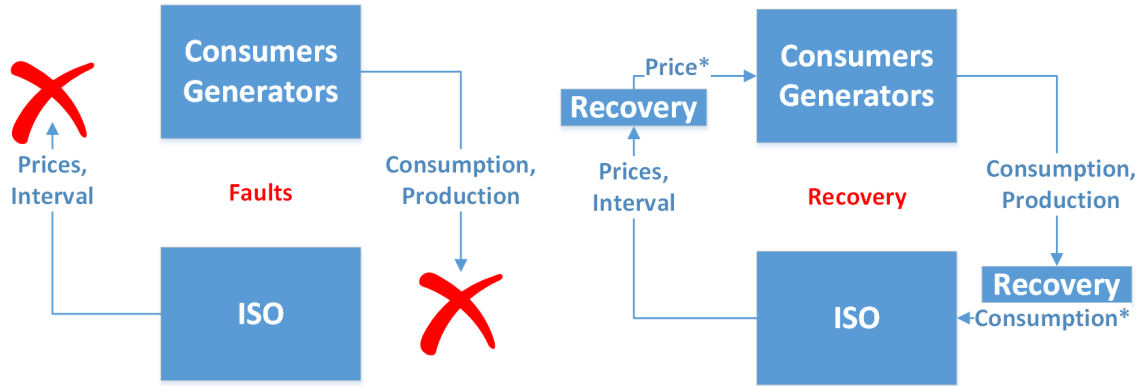 Consumers
Generators
Prices,
Interval
Faults
Consumption,
Production
ISO
Price*
Recovery
Consumers
Generators
Prices,
Interval
Recovery
Consumption,
Production
Recovery
Consumption*
ISO